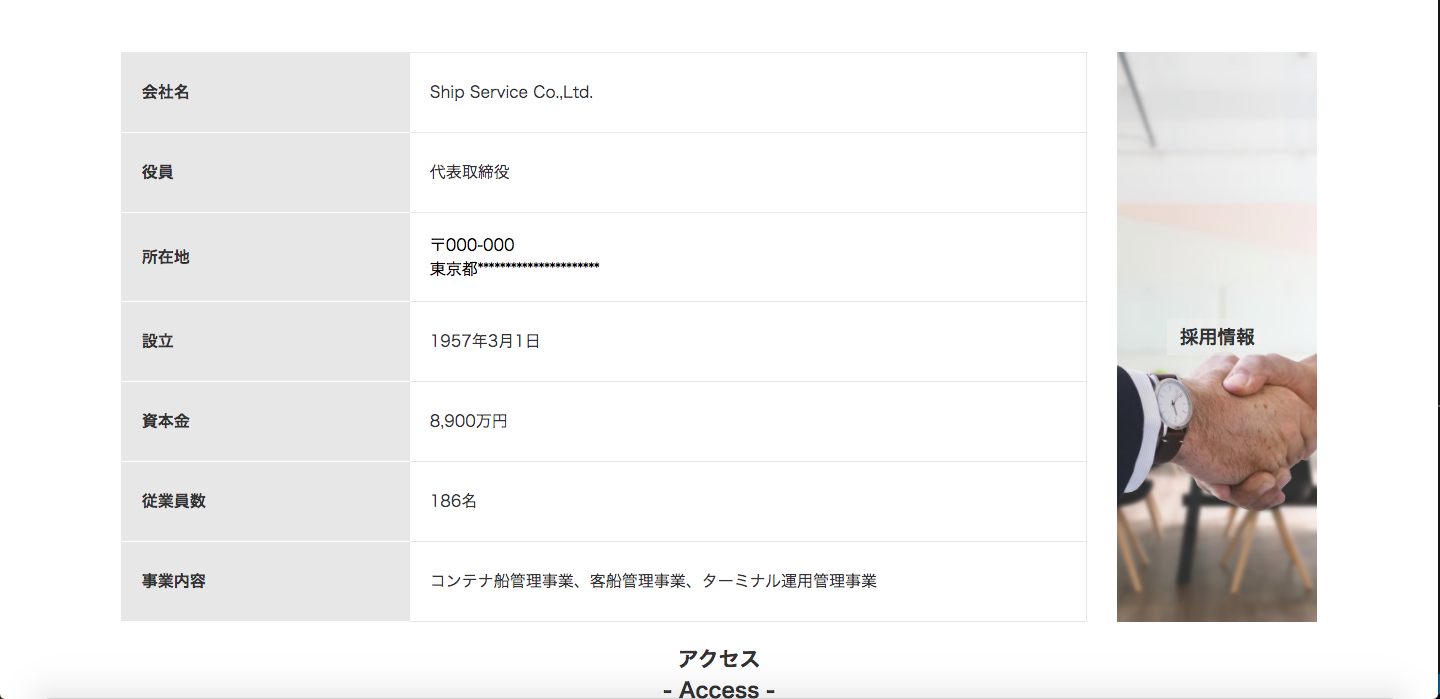 会社名
Ship Service Co.,Ltd.
役員
代表取締役
所在地
〒000-000
東京都**********************
設立
1957年3月1日
資本金
8,900万円
従業員数
186名
事業内容
コンテナ船管理事業、客船管理事業、ターミナル運用管理事業
採用情報
アクセス
- Access -